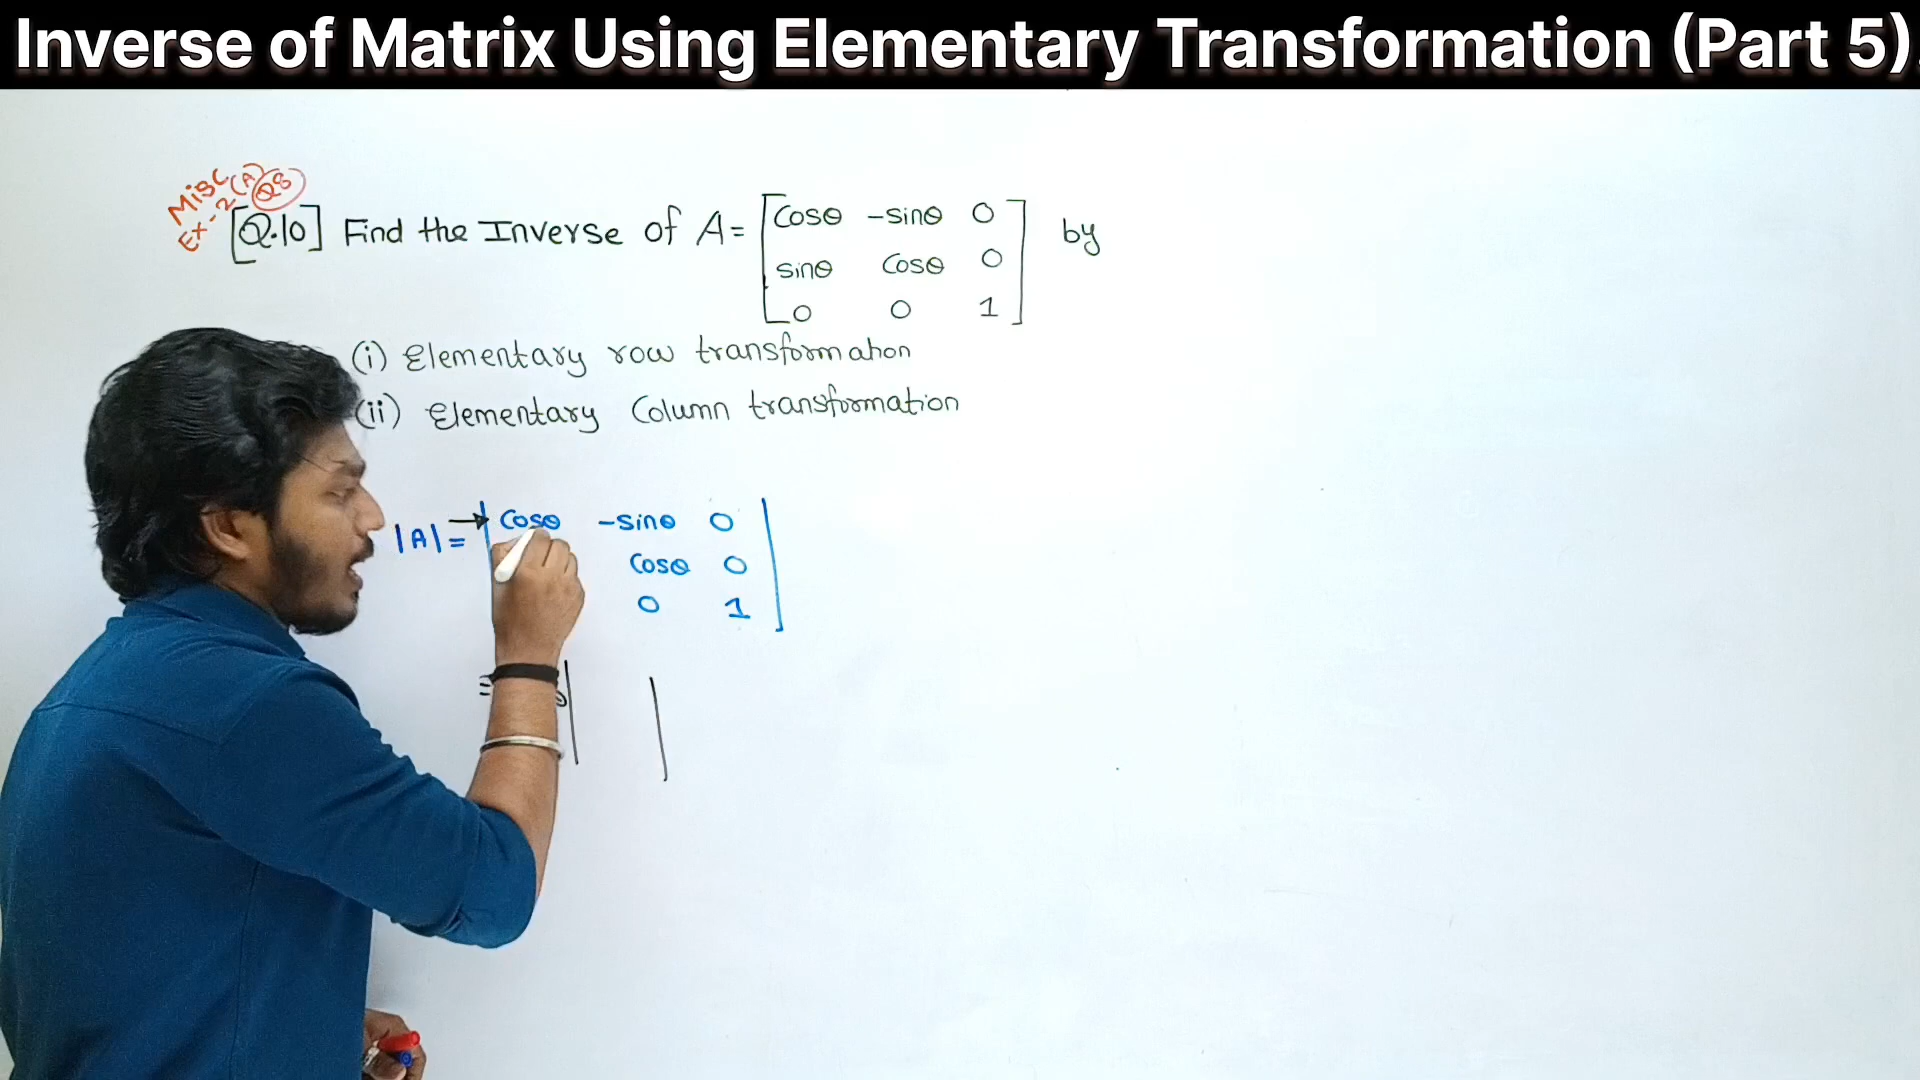 Inverse of Matrix Using Elementary Transformation (Part 5).
Misc
Ex-2(A) Q8
[Q.10] Find the Inverse of A= [cosθ -sinθ 0 by
sinθ cosθ 0
0 0 1]
(i) Elementary row transformation
(ii) Elementary Column transformation
|A|= → |cosθ -sinθ 0
cosθ 0
0 1|
= | |